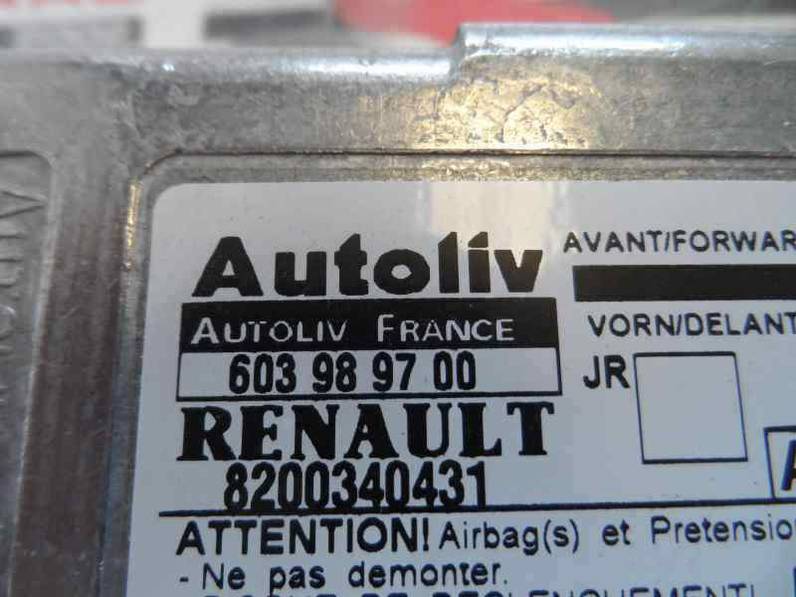 Autoliv
AVANT/FORWAR
AUTOLIV FRANCE
VORN/DELANT
603 98 97 00
JR
RENAULT
8200340431
ATTENTION! Airbag(s) et Pretensio
- Ne pas demonter.